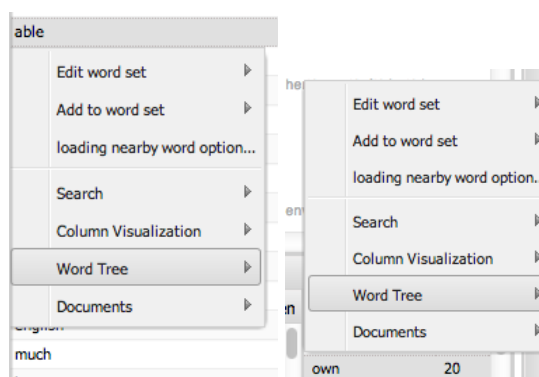 able
Edit word set
Add to word set
loading nearby word option...
Search
Column Visualization
Word Tree
Documents
english
much
Edit word set
Add to word set
loading nearby word option..
Search
Column Visualization
Word Tree
Documents
own 20